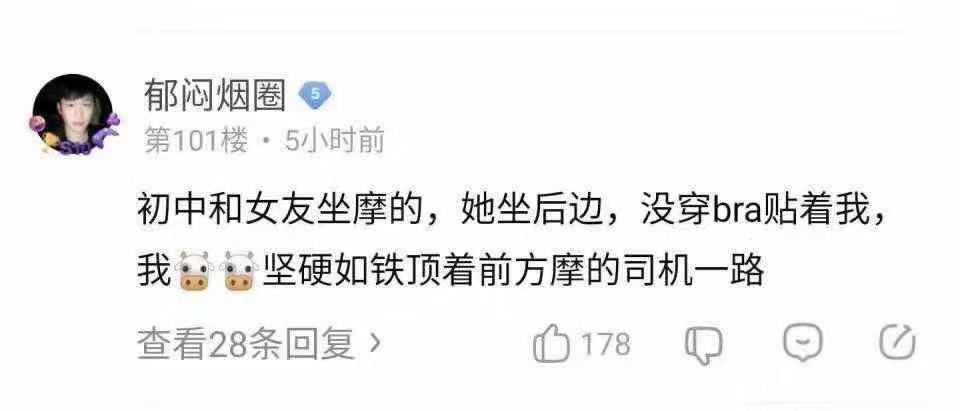 郁闷烟圈 5
第101楼 · 5小时前
S10
初中和女友坐摩的，她坐后边，没穿bra贴着我，
我🐮🐮坚硬如铁顶着前方摩的司机一路
查看28条回复 >
178